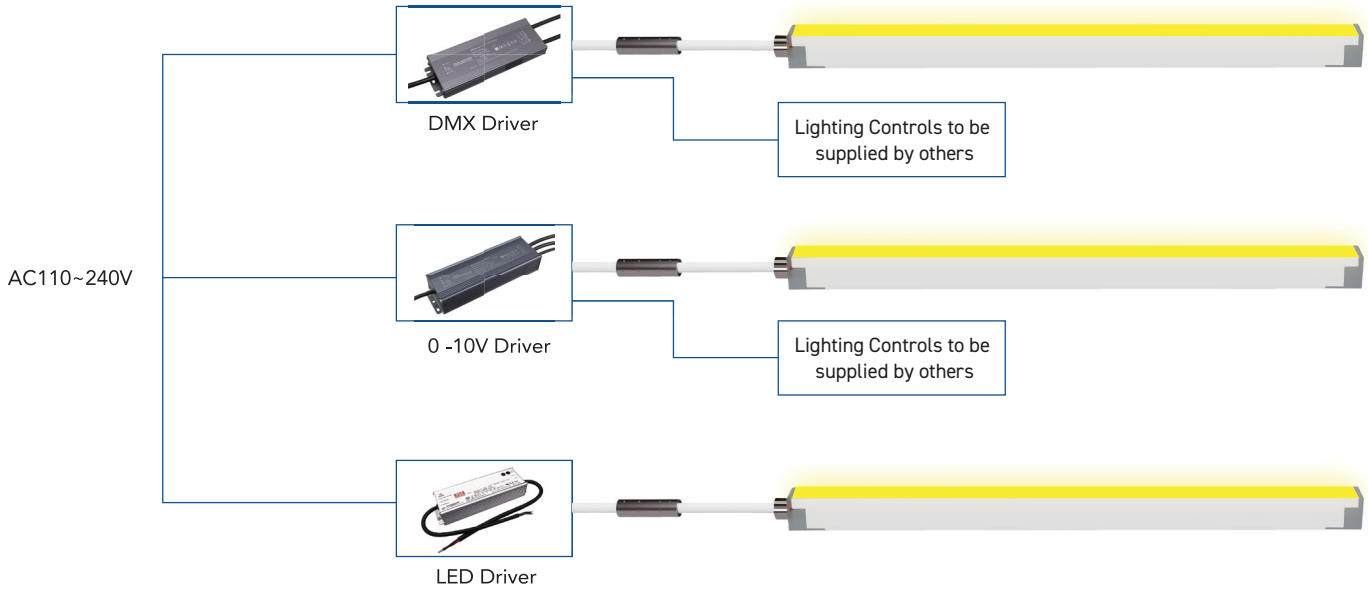 DMX Driver
Lighting Controls to be
supplied by others
AC110~240V
0 -10V Driver
Lighting Controls to be
supplied by others
LED Driver